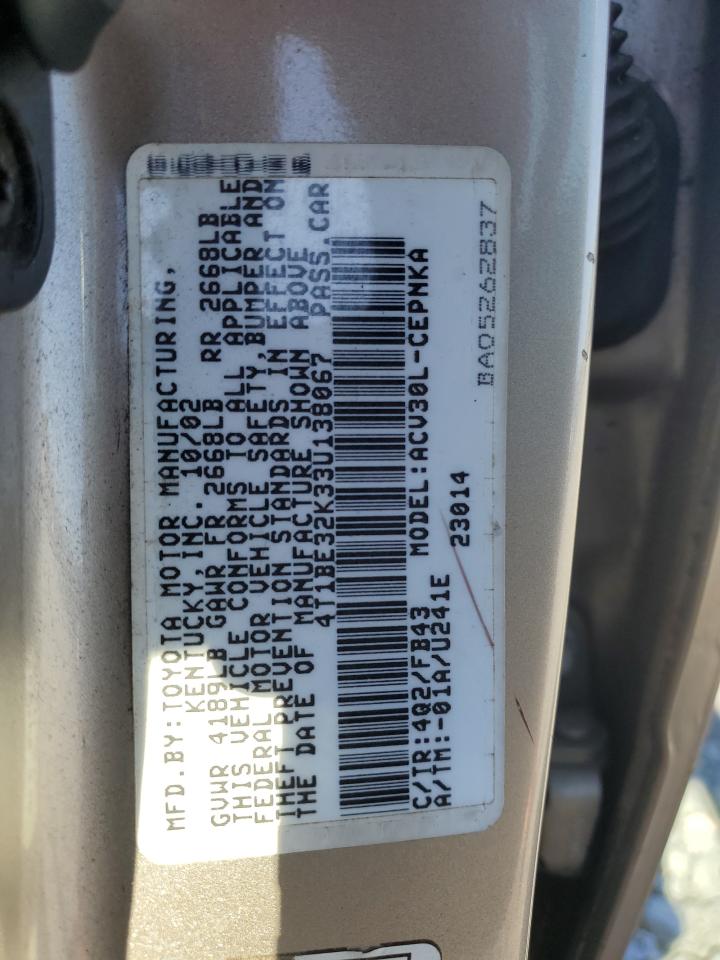 MFD.BY:TOYOTA MOTOR MANUFACTURING,
KENTUCKY, INC. 10/02
GVWR 4189LB GAWR FR 2668LB RR 2668LB
THIS VEHICLE CONFORMS TO ALL APPLICABLE
FEDERAL MOTOR VEHICLE SAFETY, BUMPER AND
THEFT PREVENTION STANDARDS IN EFFECT ON
THE DATE OF MANUFACTURE SHOWN ABOVE
4T1BE32K33U138067 PASS.CAR
C/TR:4Q2/FB43 MODEL:ACV30L-CEPNKA
A/TM:-01A/U241E 23014
BA05262837